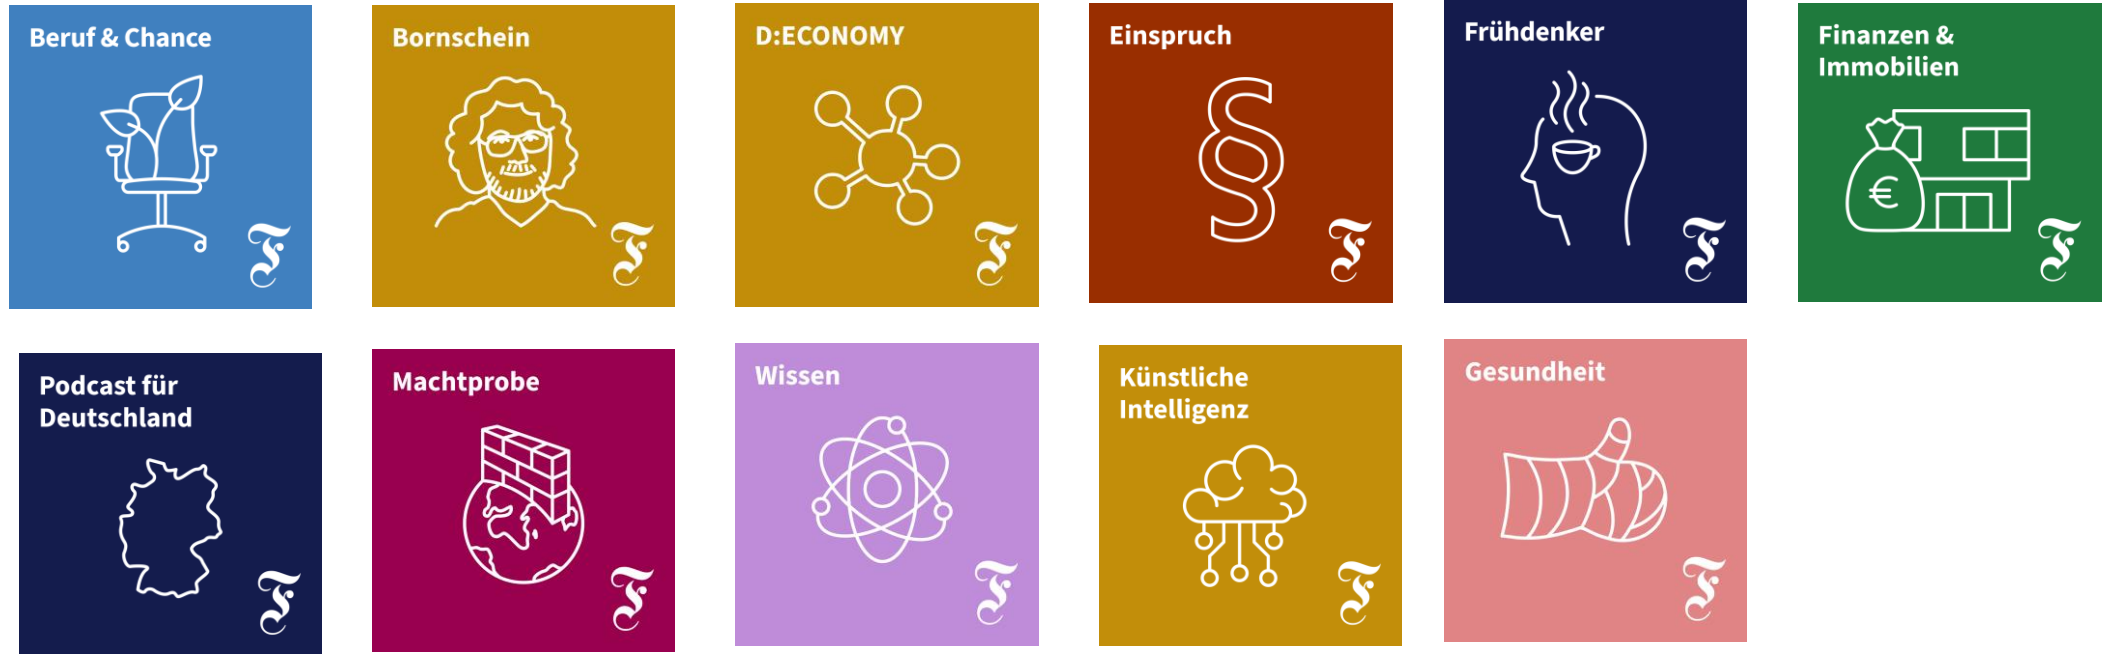 Beruf & Chance
F
Bornschein
F
D:ECONOMY
F
Einspruch
§
F
Frühdenker
F
Finanzen &
Immobilien
€
F
Podcast für
Deutschland
F
Machtprobe
F
Wissen
F
Künstliche
Intelligenz
F
Gesundheit
F